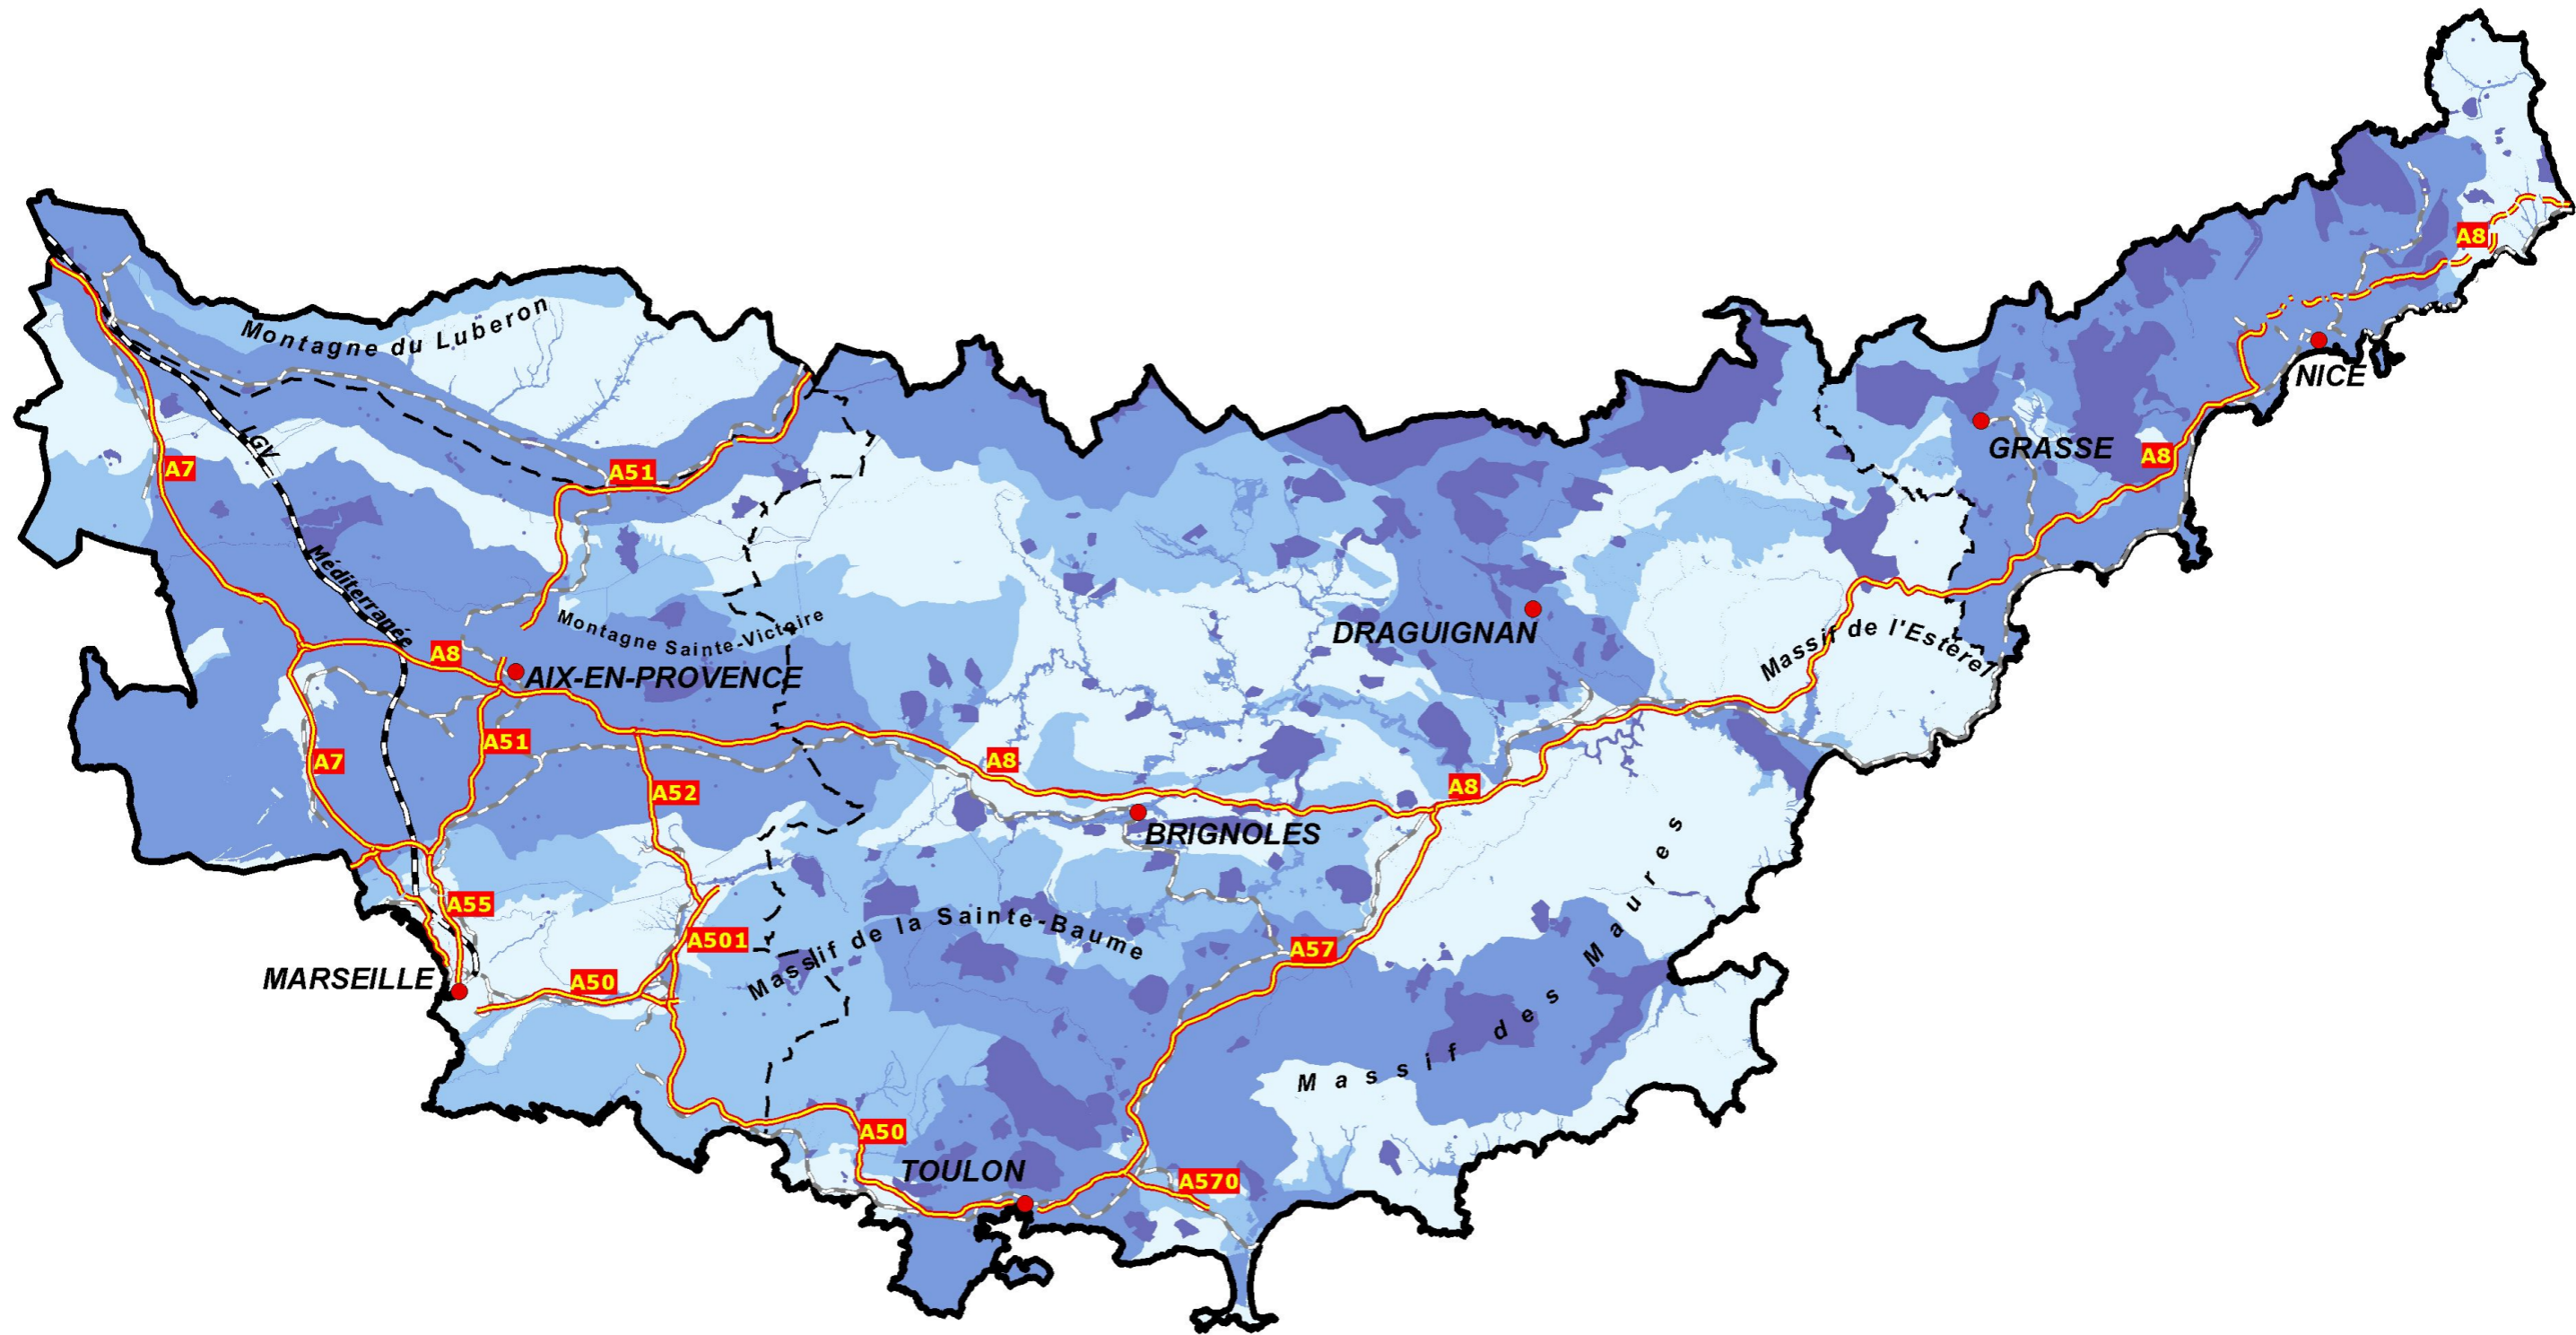 A8
Montagne du Luberon
NICE
GRASSE
LGV
A8
A7
A51
Méditerranée
Montagne Sainte-Victoire
DRAGUIGNAN
Massif de l'Estérel
A8
AIX-EN-PROVENCE
A51
A7
A8
A8
A52
BRIGNOLES
A55
Massif de la Sainte-Baume
A501
A57
MARSEILLE
A50
Massif des Maures
A50
TOULON
A570